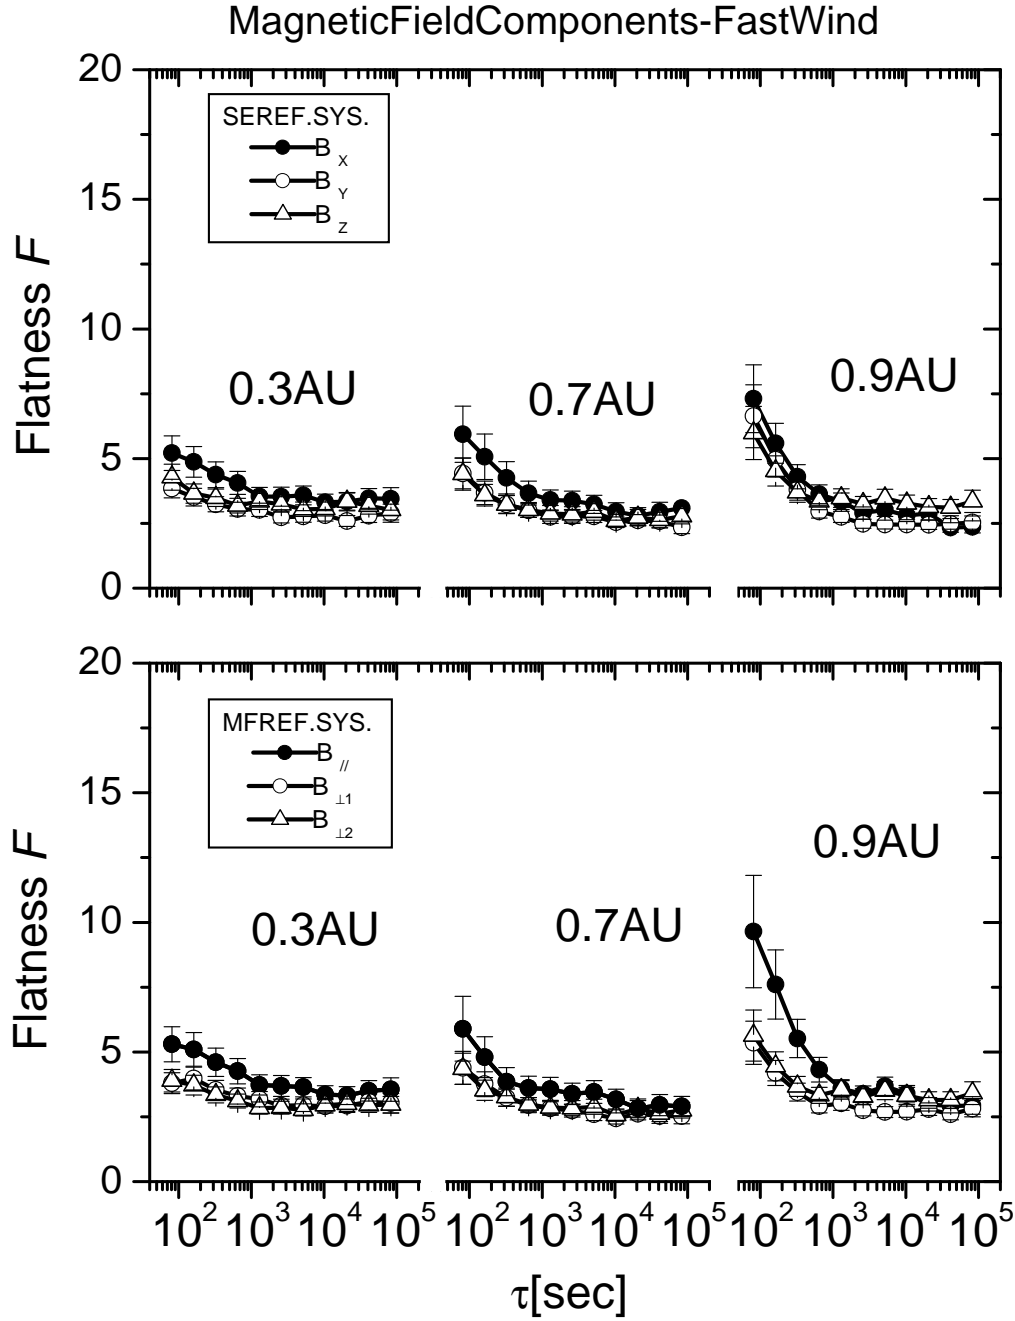 MagneticFieldComponents-FastWind
20
15
10
5
0
Flatness F
SEREF.SYS.
B X
B Y
B Z
0.3AU
0.7AU
0.9AU
20
15
10
5
0
Flatness F
MFREF.SYS.
B //
B ⊥1
B ⊥2
0.3AU
0.7AU
0.9AU
10² 10³ 10⁴ 10⁵ 10² 10³ 10⁴ 10⁵ 10² 10³ 10⁴ 10⁵
τ[sec]